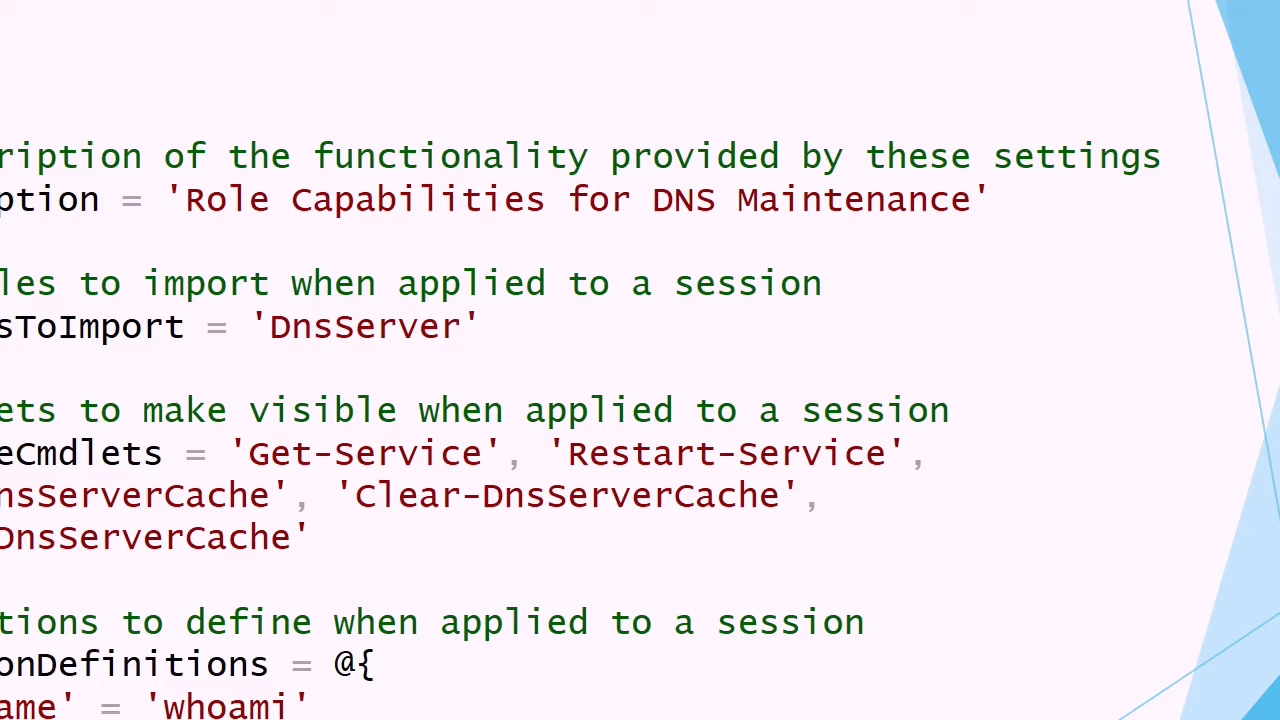 ription of the functionality provided by these settings
ption = 'Role Capabilities for DNS Maintenance'
les to import when applied to a session
sToImport = 'DnsServer'
ets to make visible when applied to a session
eCmdlets = 'Get-Service', 'Restart-Service',
nsServerCache', 'Clear-DnsServerCache',
DnsServerCache'
tions to define when applied to a session
onDefinitions = @{
ame' = 'whoami'